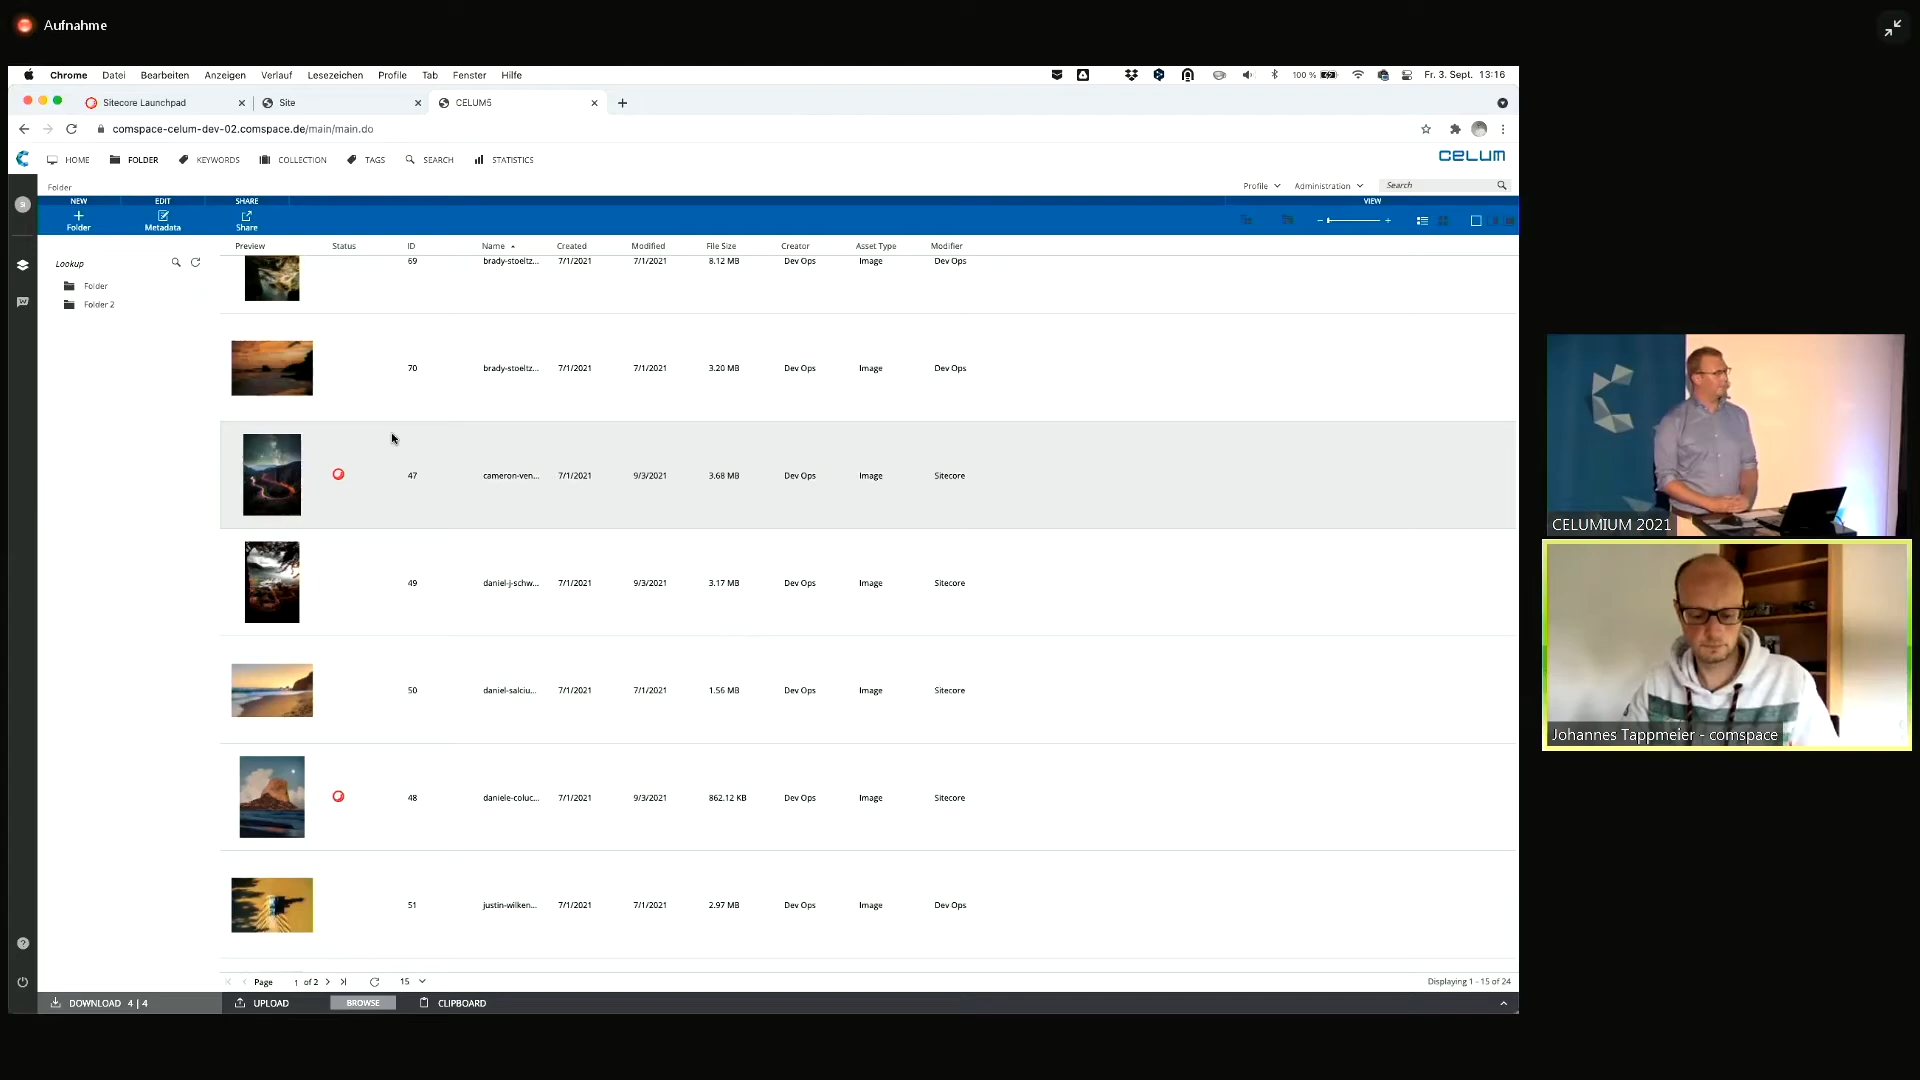 Aufnahme
Chrome Datei Bearbeiten Anzeigen Verlauf Lesezeichen Profile Tab Fenster Hilfe 100 % Fr. 3. Sept. 13:16
Sitecore Launchpad Site CELUM5
comspace-celum-dev-02.comspace.de/main/main.do
HOME FOLDER KEYWORDS COLLECTION TAGS SEARCH STATISTICS CELUM
Folder Profile Administration Search
NEW EDIT SHARE VIEW
Folder Metadata Share
Preview Status ID Name Created Modified File Size Creator Asset Type Modifier
Lookup
Folder
Folder 2
69 brady-stoeltz... 7/1/2021 7/1/2021 8.12 MB Dev Ops Image Dev Ops
70 brady-stoeltz... 7/1/2021 7/1/2021 3.20 MB Dev Ops Image Dev Ops
47 cameron-ven... 7/1/2021 9/3/2021 3.68 MB Dev Ops Image Sitecore
49 daniel-j-schw... 7/1/2021 9/3/2021 3.17 MB Dev Ops Image Sitecore
50 daniel-salciu... 7/1/2021 7/1/2021 1.56 MB Dev Ops Image Sitecore
48 daniele-coluc... 7/1/2021 9/3/2021 862.12 KB Dev Ops Image Sitecore
51 justin-wilken... 7/1/2021 7/1/2021 2.97 MB Dev Ops Image Dev Ops
Page 1 of 2 15 Displaying 1 - 15 of 24
DOWNLOAD 4 | 4 UPLOAD BROWSE CLIPBOARD
CELUMIUM 2021
Johannes Tappmeier - comspace